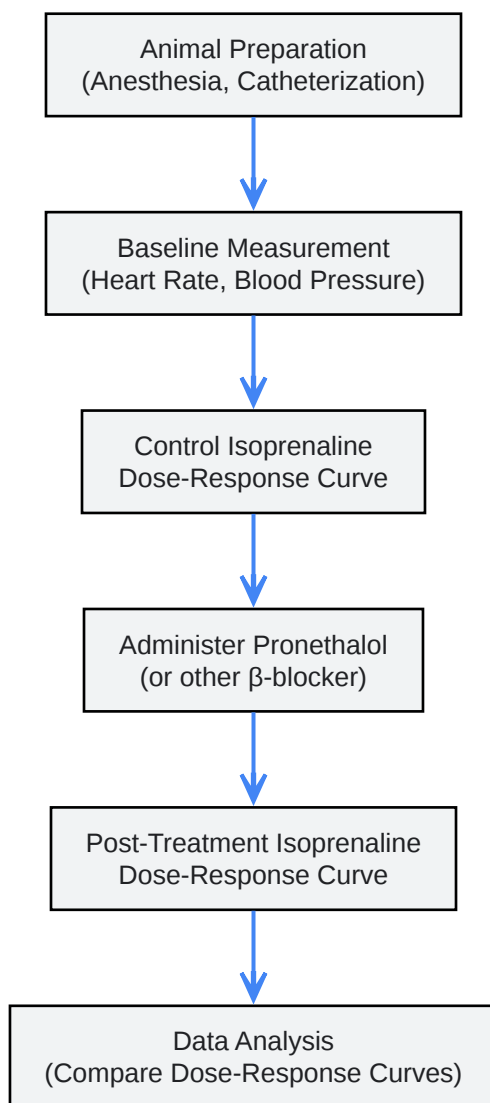 Animal Preparation
(Anesthesia, Catheterization)
Baseline Measurement
(Heart Rate, Blood Pressure)
Control Isoprenaline
Dose-Response Curve
Administer Pronethalol
(or other β-blocker)
Post-Treatment Isoprenaline
Dose-Response Curve
Data Analysis
(Compare Dose-Response Curves)